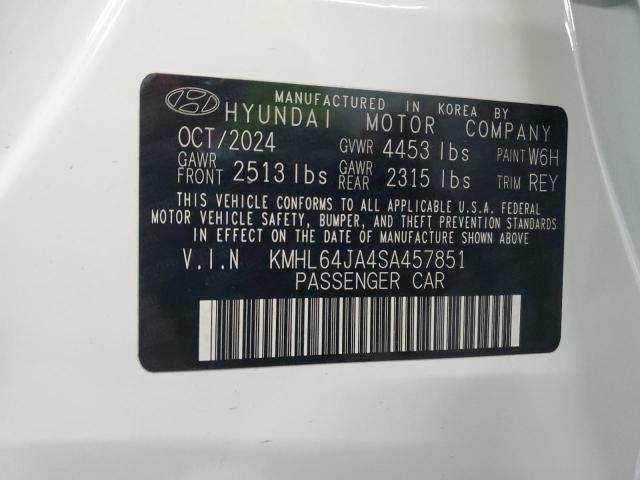 MANUFACTURED IN KOREA BY
HYUNDAI MOTOR COMPANY
OCT/2024 GVWR 4453 lbs PAINT W6H
GAWR FRONT 2513 lbs GAWR REAR 2315 lbs TRIM REY
THIS VEHICLE CONFORMS TO ALL APPLICABLE U.S.A. FEDERAL
MOTOR VEHICLE SAFETY, BUMPER, AND THEFT PREVENTION STANDARDS
IN EFFECT ON THE DATE OF MANUFACTURE SHOWN ABOVE
V.I.N KMHL64JA4SA457851
PASSENGER CAR